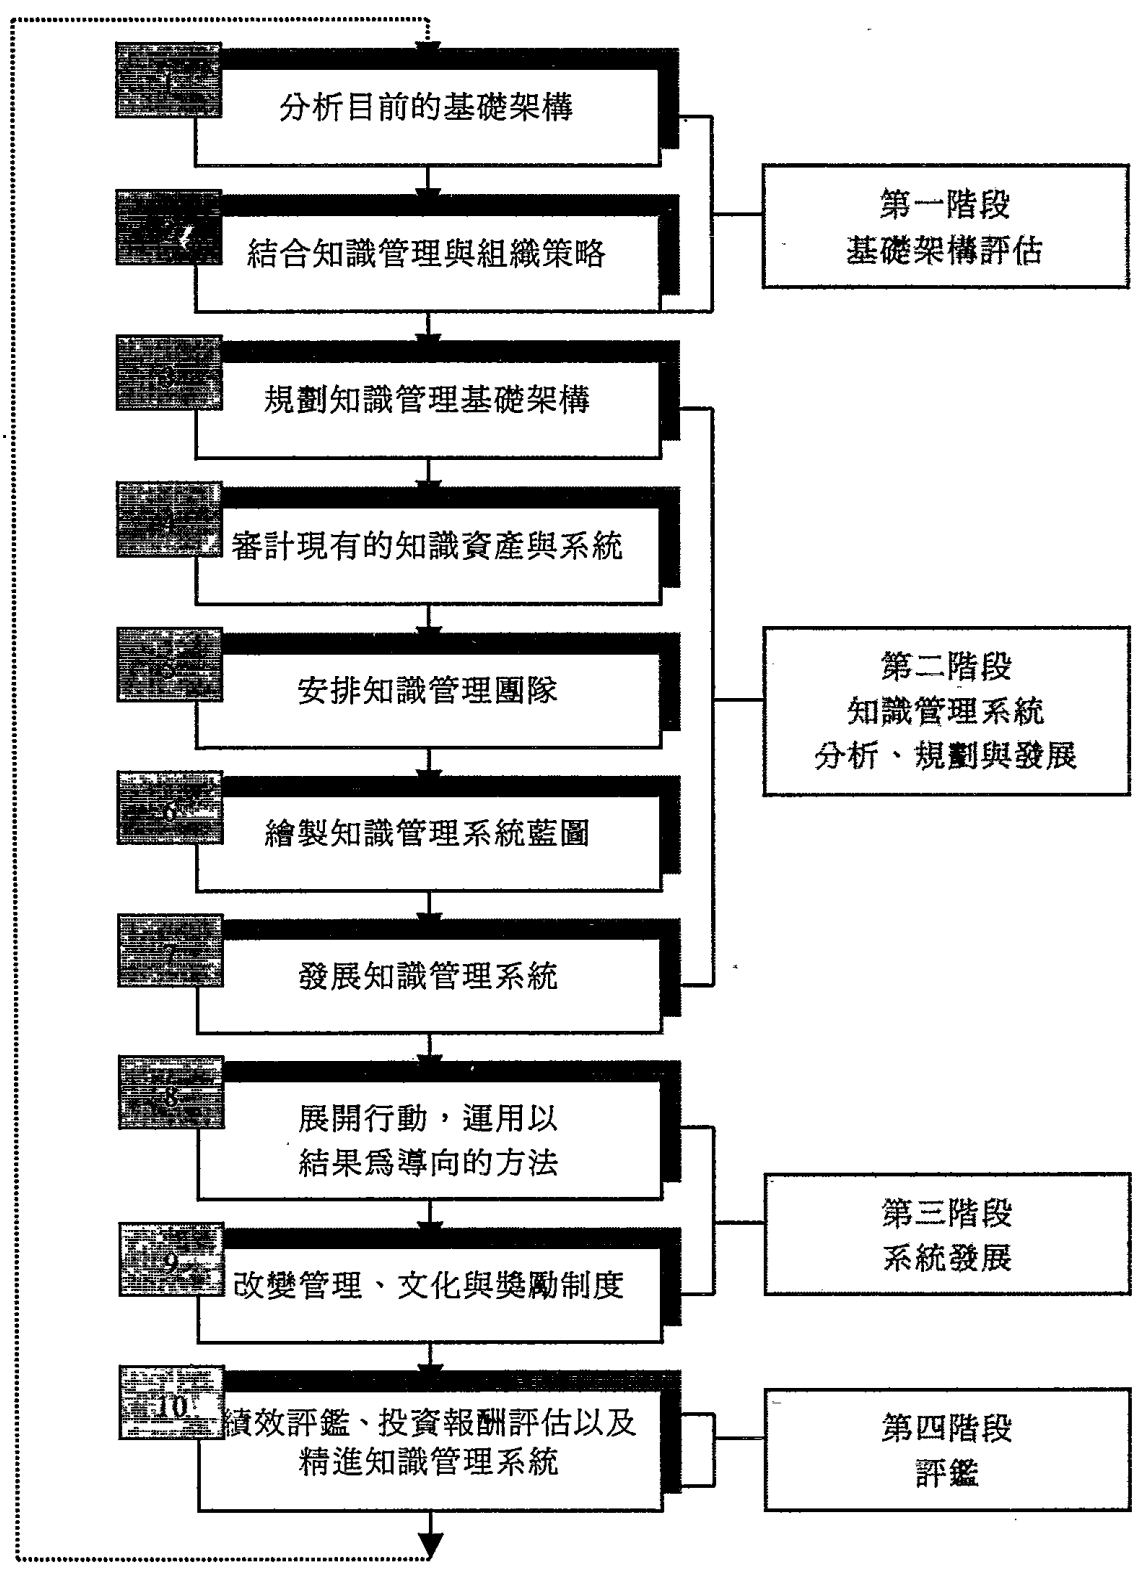 1
分析目前的基礎架構
結合知識管理與組織策略
第一階段
基礎架構評估
3
規劃知識管理基礎架構
4
審計現有的知識資產與系統
5
安排知識管理團隊
第二階段
知識管理系統
分析、規劃與發展
6
繪製知識管理系統藍圖
7
發展知識管理系統
8
展開行動，運用以
結果爲導向的方法
9
改變管理、文化與獎勵制度
第三階段
系統發展
10
績效評鑑、投資報酬評估以及
精進知識管理系統
第四階段
評鑑